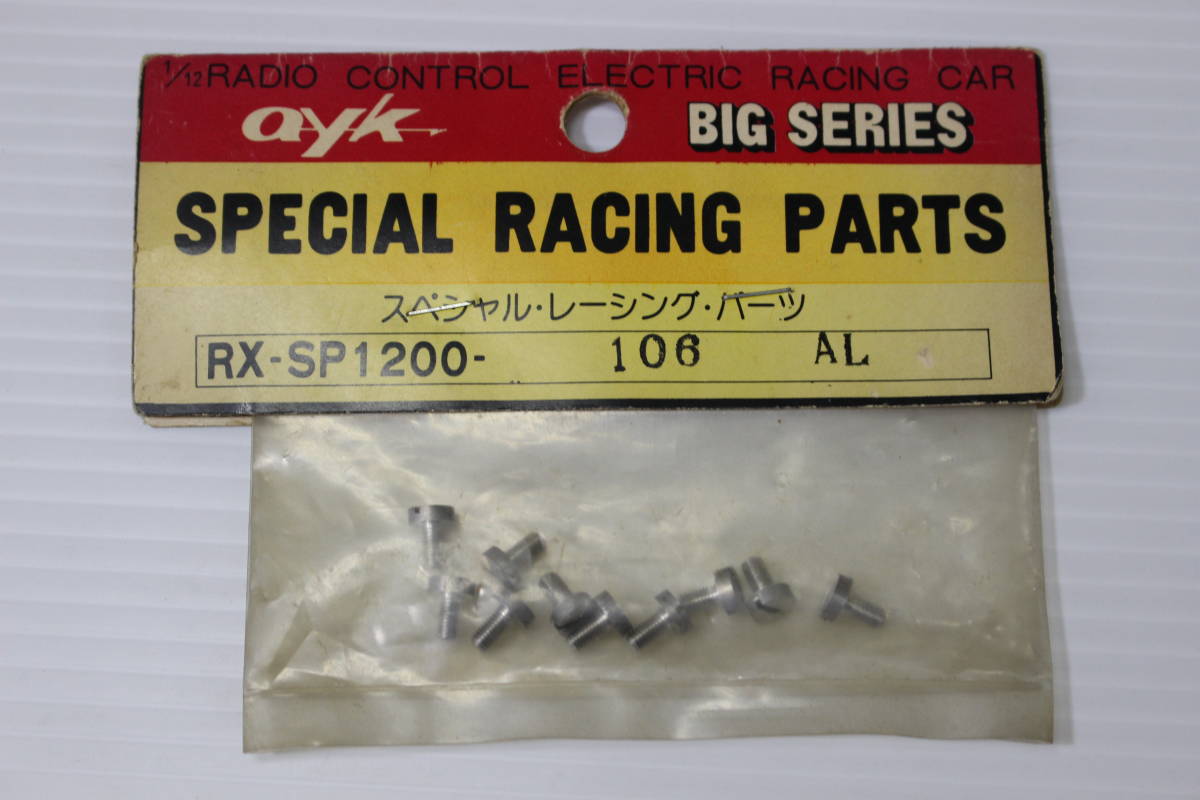 1/12 RADIO CONTROL ELECTRIC RACING CAR
ayk BIG SERIES
SPECIAL RACING PARTS
スペシャル・レーシング・パーツ
RX-SP1200- 106 AL